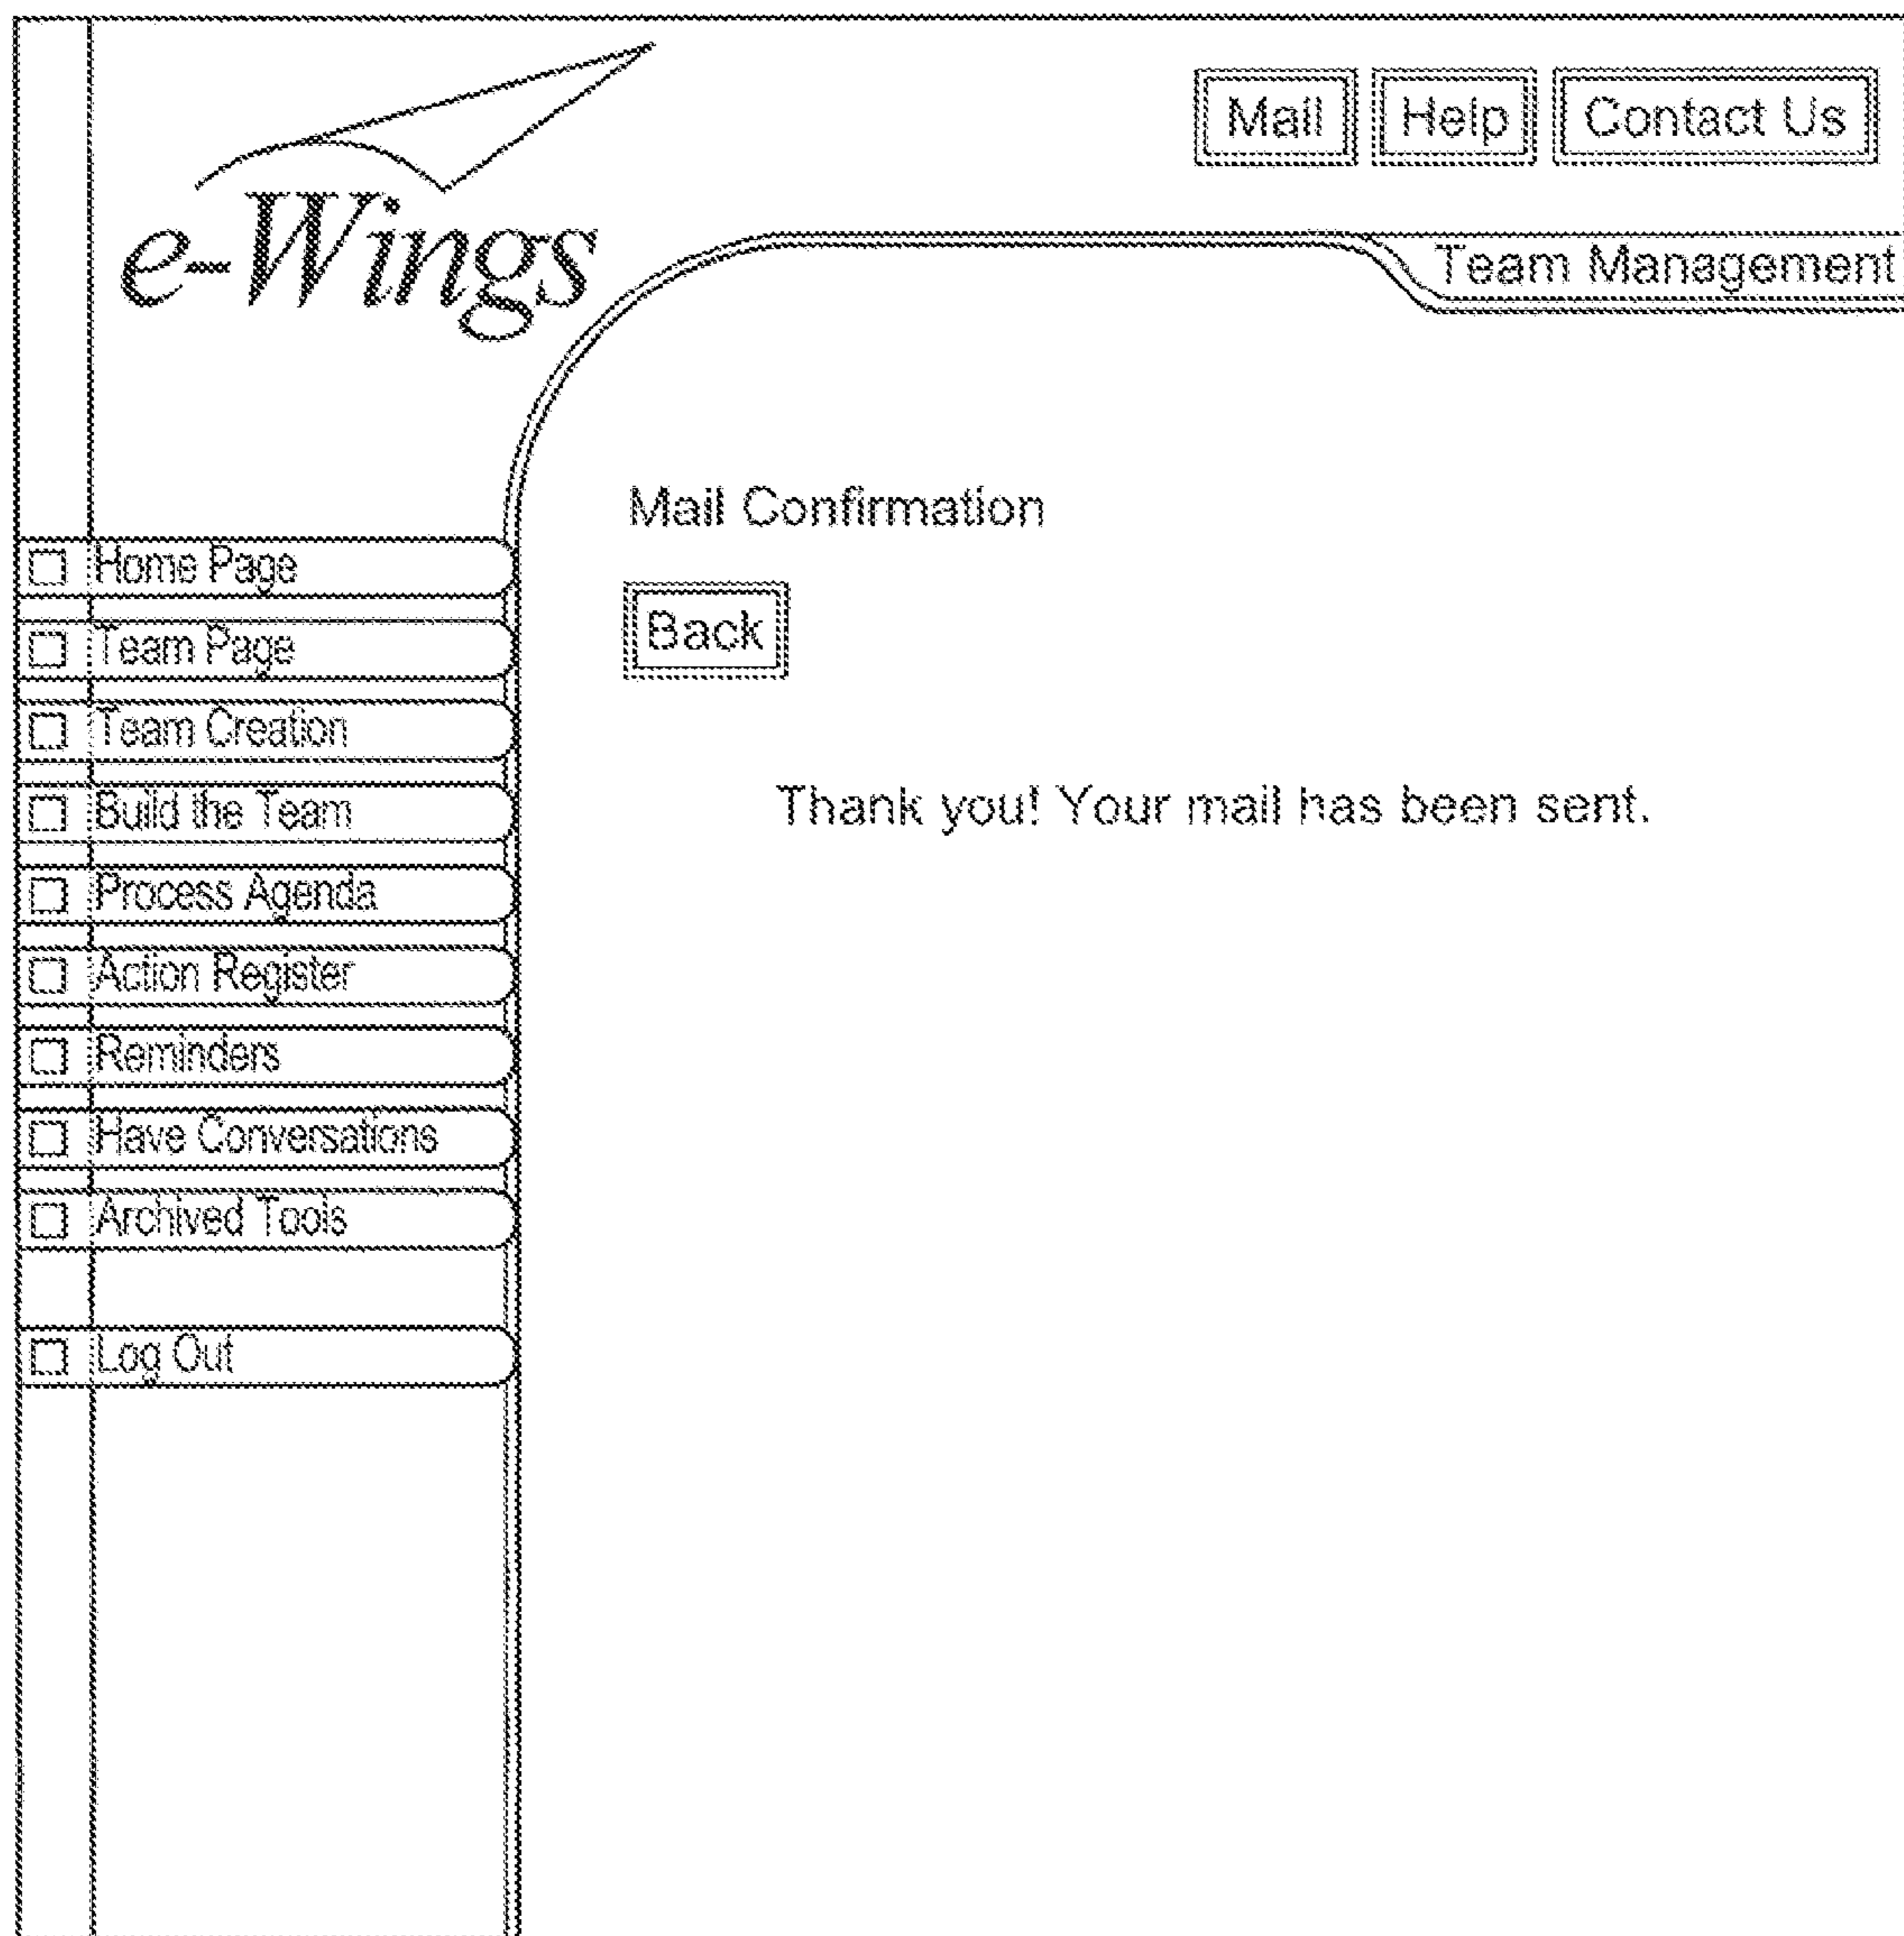 Mail Help Contact Us
e-Wings
Team Management
Mail Confirmation
Home Page
Back
Team Page
Team Creation
Build the Team
Thank you! Your mail has been sent.
Process Agenda
Action Register
Reminders
Have Conversations
Archived Tools
Log Out